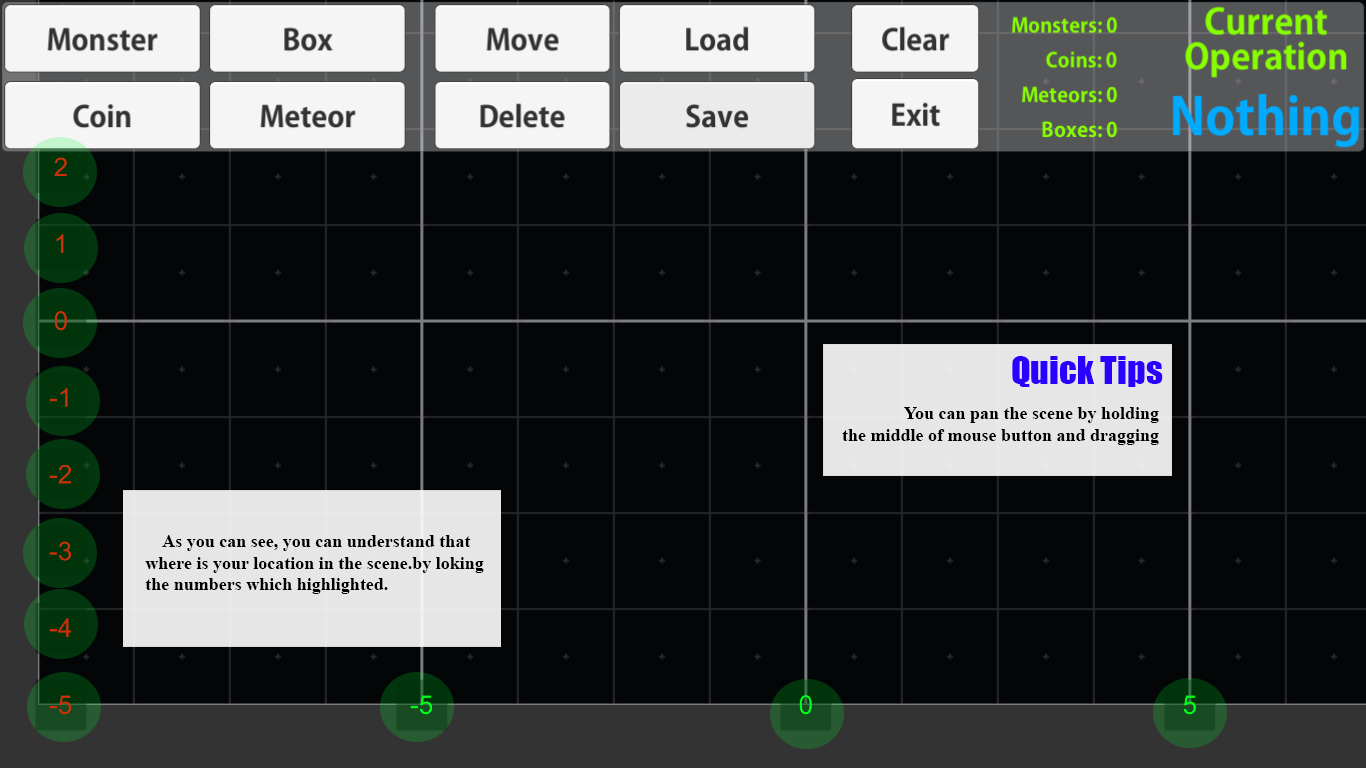 Monster
Box
Move
Load
Clear
Coin
Meteor
Delete
Save
Exit
Monsters: 0
Coins: 0
Meteors: 0
Boxes: 0
Current
Operation
Nothing
2
1
0
-1
-2
-3
-4
-5
Quick Tips
You can pan the scene by holding
the middle of mouse button and dragging
As you can see, you can understand that
where is your location in the scene.by loking
the numbers which highlighted.
-5
0
5